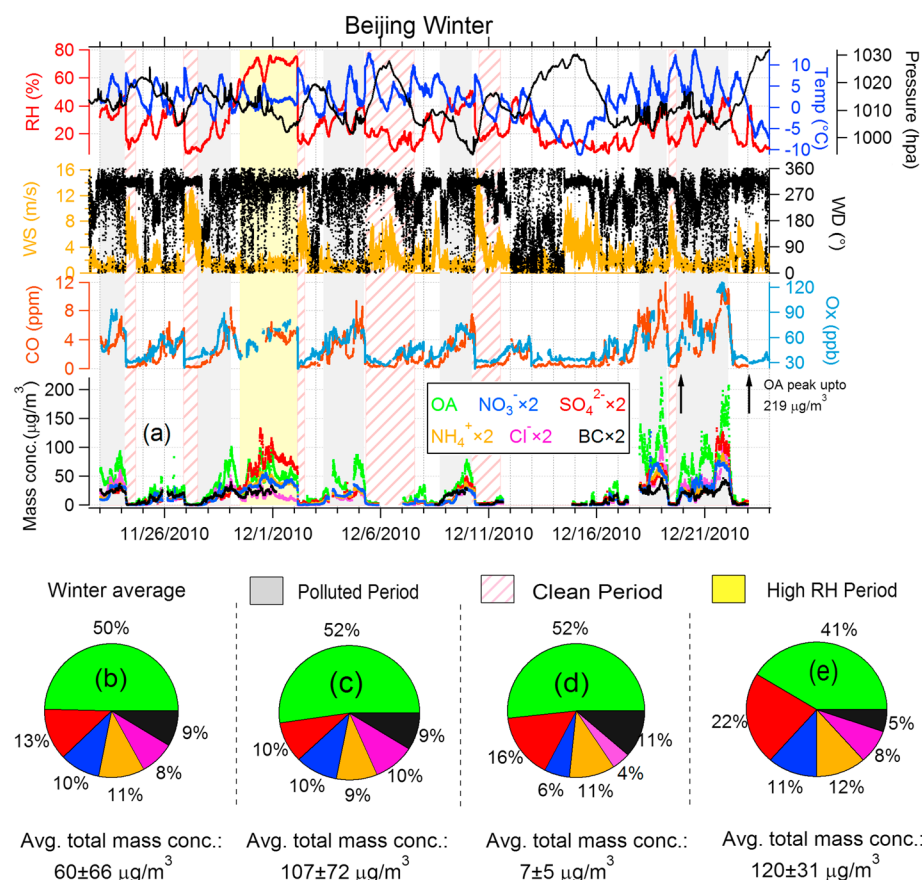 Beijing Winter
80
60
40
20
RH (%)
10
5
0
-5
-10
Temp (°C)
1030
1020
1010
1000
Pressure (hpa)
16
12
8
4
0
WS (m/s)
360
270
180
90
0
WD (°)
12
8
4
0
CO (ppm)
120
90
60
30
Ox (ppb)
200
150
100
50
0
Mass conc.(μg/m³)
(a)
OA NO₃⁻×2 SO₄²⁻×2
NH₄⁺×2 Cl⁻×2 BC×2
OA peak upto
219 μg/m³
11/26/2010 12/1/2010 12/6/2010 12/11/2010 12/16/2010 12/21/2010
Winter average Polluted Period Clean Period High RH Period
50%
(b)
13%
10%
11%
8%
9%
52%
(c)
10%
10%
9%
10%
9%
52%
(d)
16%
6%
11%
4%
11%
41%
(e)
22%
11%
12%
8%
5%
Avg. total mass conc.:
60±66 μg/m³
Avg. total mass conc.:
107±72 μg/m³
Avg. total mass conc.:
7±5 μg/m³
Avg. total mass conc.:
120±31 μg/m³